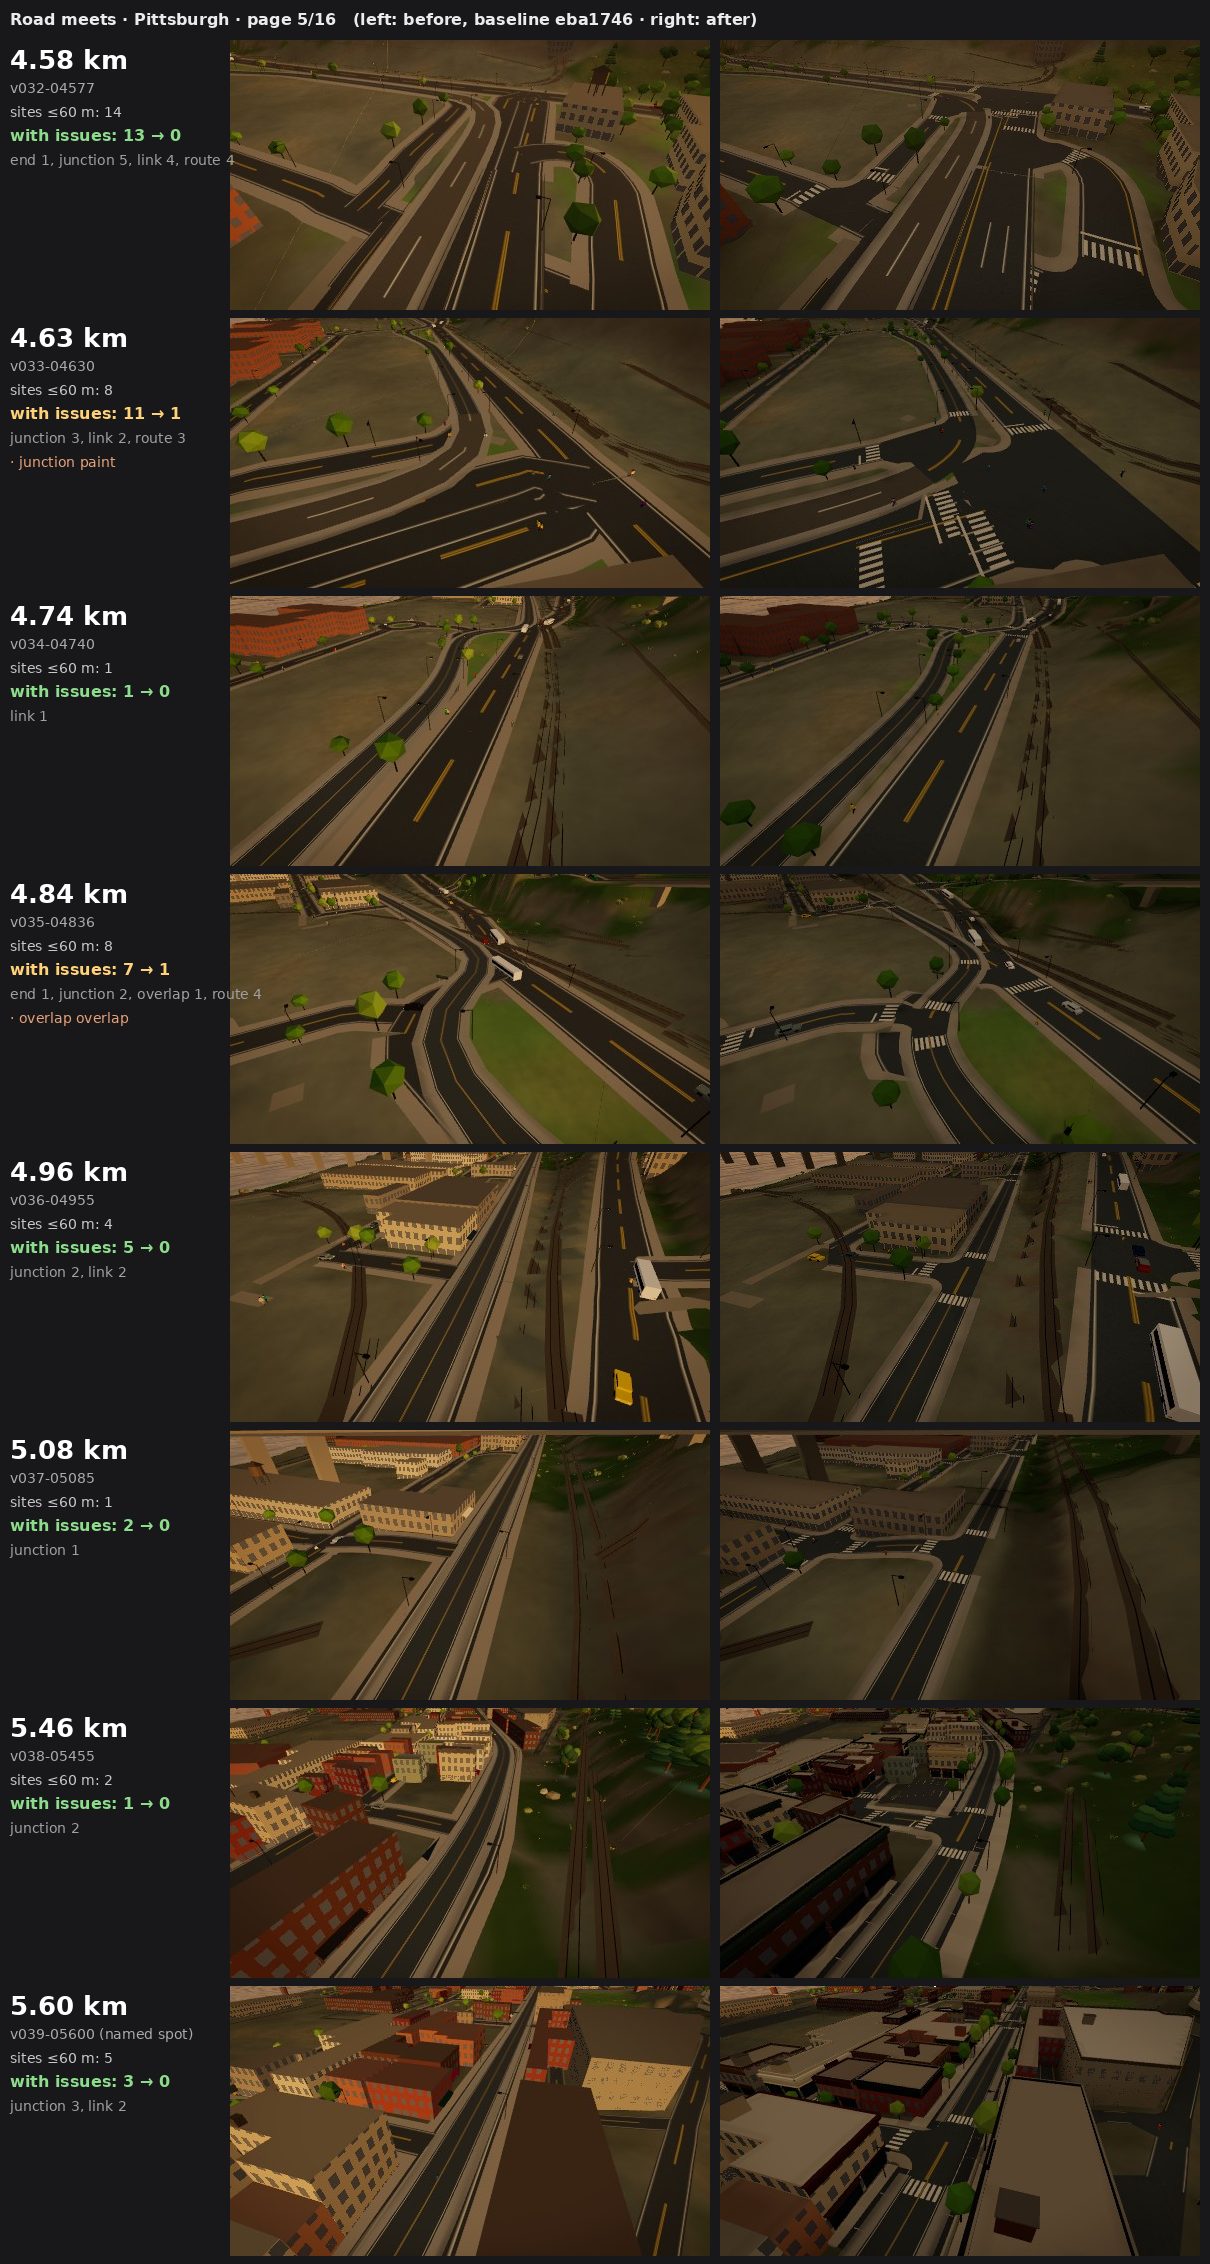 Road meets · Pittsburgh · page 5/16 (left: before, baseline eba1746 · right: after)
4.58 km
v032-04577
sites ≤60 m: 14
with issues: 13 → 0
end 1, junction 5, link 4, route 4
4.63 km
v033-04630
sites ≤60 m: 8
with issues: 11 → 1
junction 3, link 2, route 3
· junction paint
4.74 km
v034-04740
sites ≤60 m: 1
with issues: 1 → 0
link 1
4.84 km
v035-04836
sites ≤60 m: 8
with issues: 7 → 1
end 1, junction 2, overlap 1, route 4
· overlap overlap
4.96 km
v036-04955
sites ≤60 m: 4
with issues: 5 → 0
junction 2, link 2
5.08 km
v037-05085
sites ≤60 m: 1
with issues: 2 → 0
junction 1
5.46 km
v038-05455
sites ≤60 m: 2
with issues: 1 → 0
junction 2
5.60 km
v039-05600 (named spot)
sites ≤60 m: 5
with issues: 3 → 0
junction 3, link 2